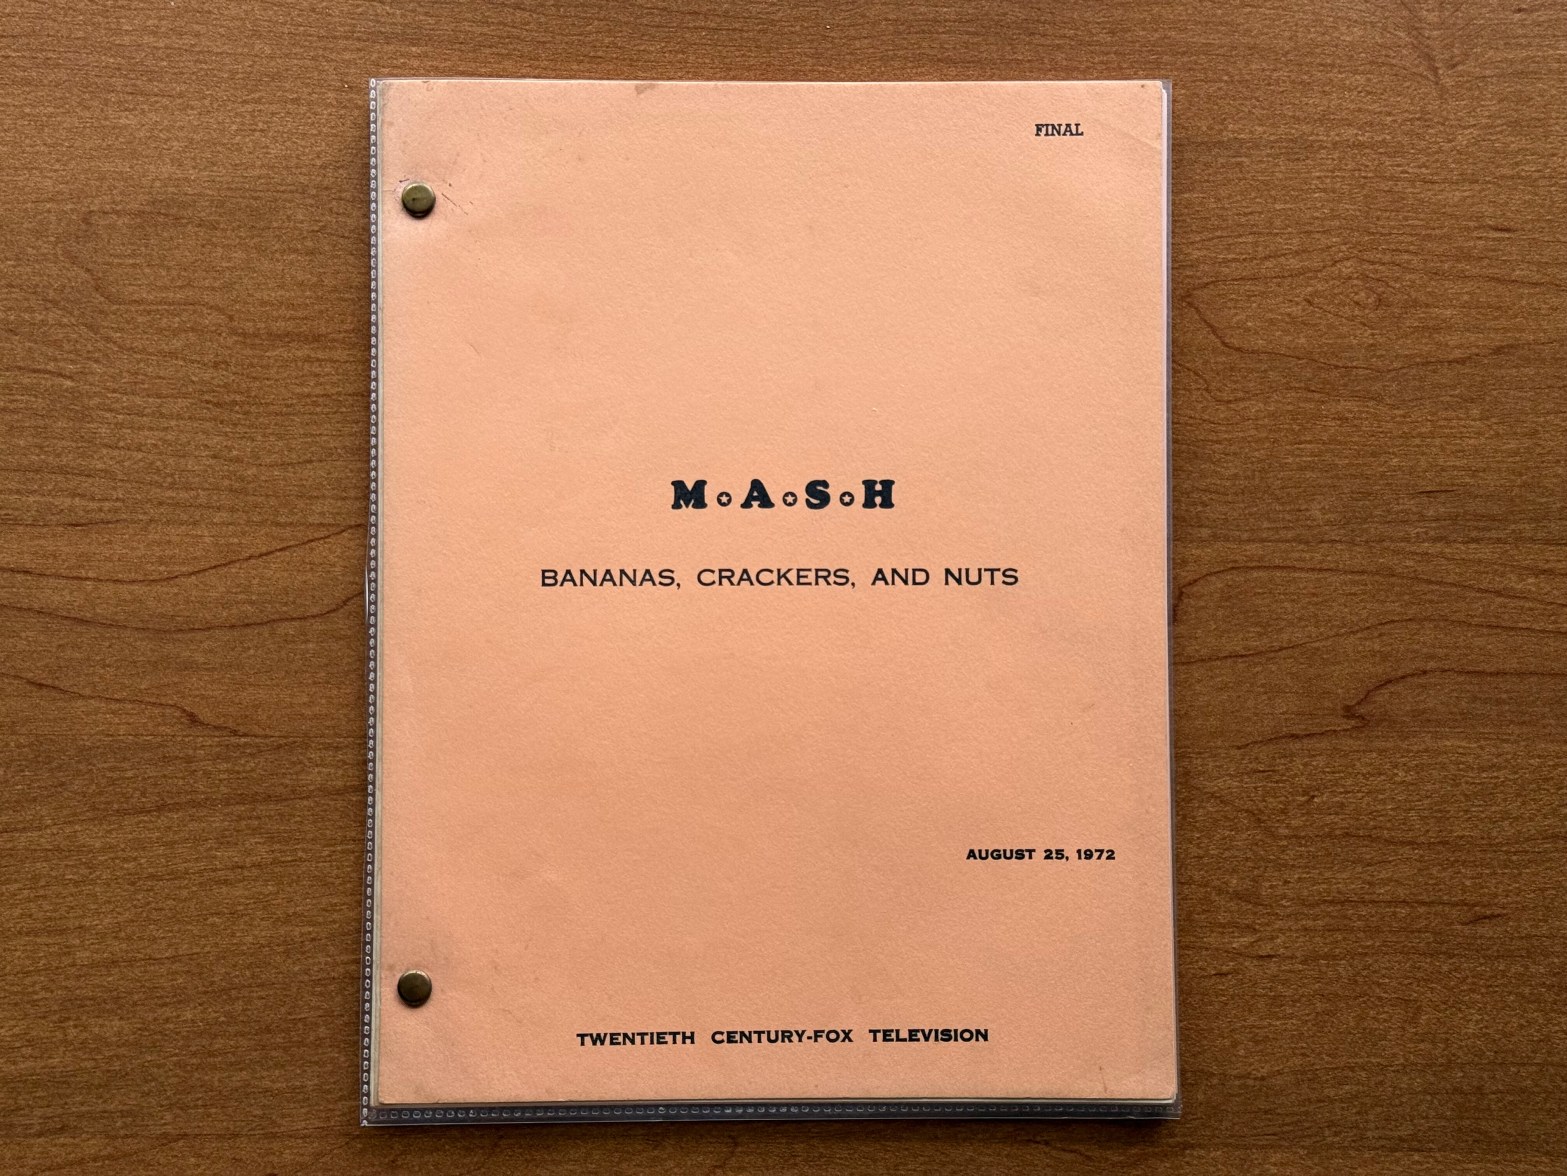 FINAL
M✪A✪S✪H
BANANAS, CRACKERS, AND NUTS
AUGUST 25, 1972
TWENTIETH CENTURY-FOX TELEVISION